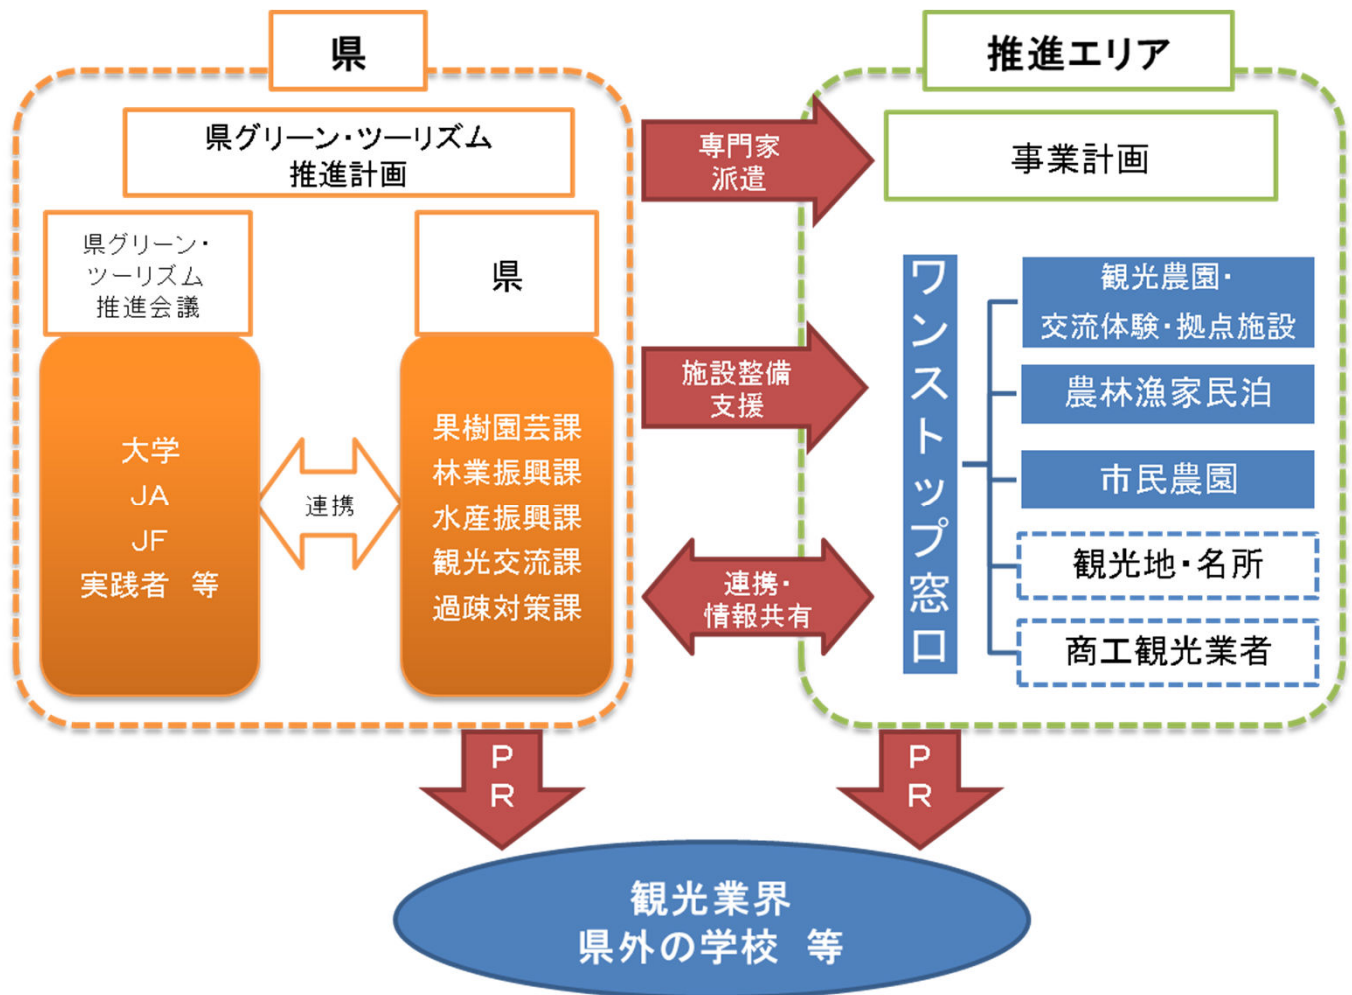 県
県グリーン・ツーリズム
推進計画
県グリーン・
ツーリズム
推進会議
大学
JA
JF
実践者 等
連携
県
果樹園芸課
林業振興課
水産振興課
観光交流課
過疎対策課
専門家
派遣
施設整備
支援
連携・
情報共有
推進エリア
事業計画
ワンストップ窓口
観光農園・
交流体験・拠点施設
農林漁家民泊
市民農園
観光地・名所
商工観光業者
PR
PR
観光業界
県外の学校 等